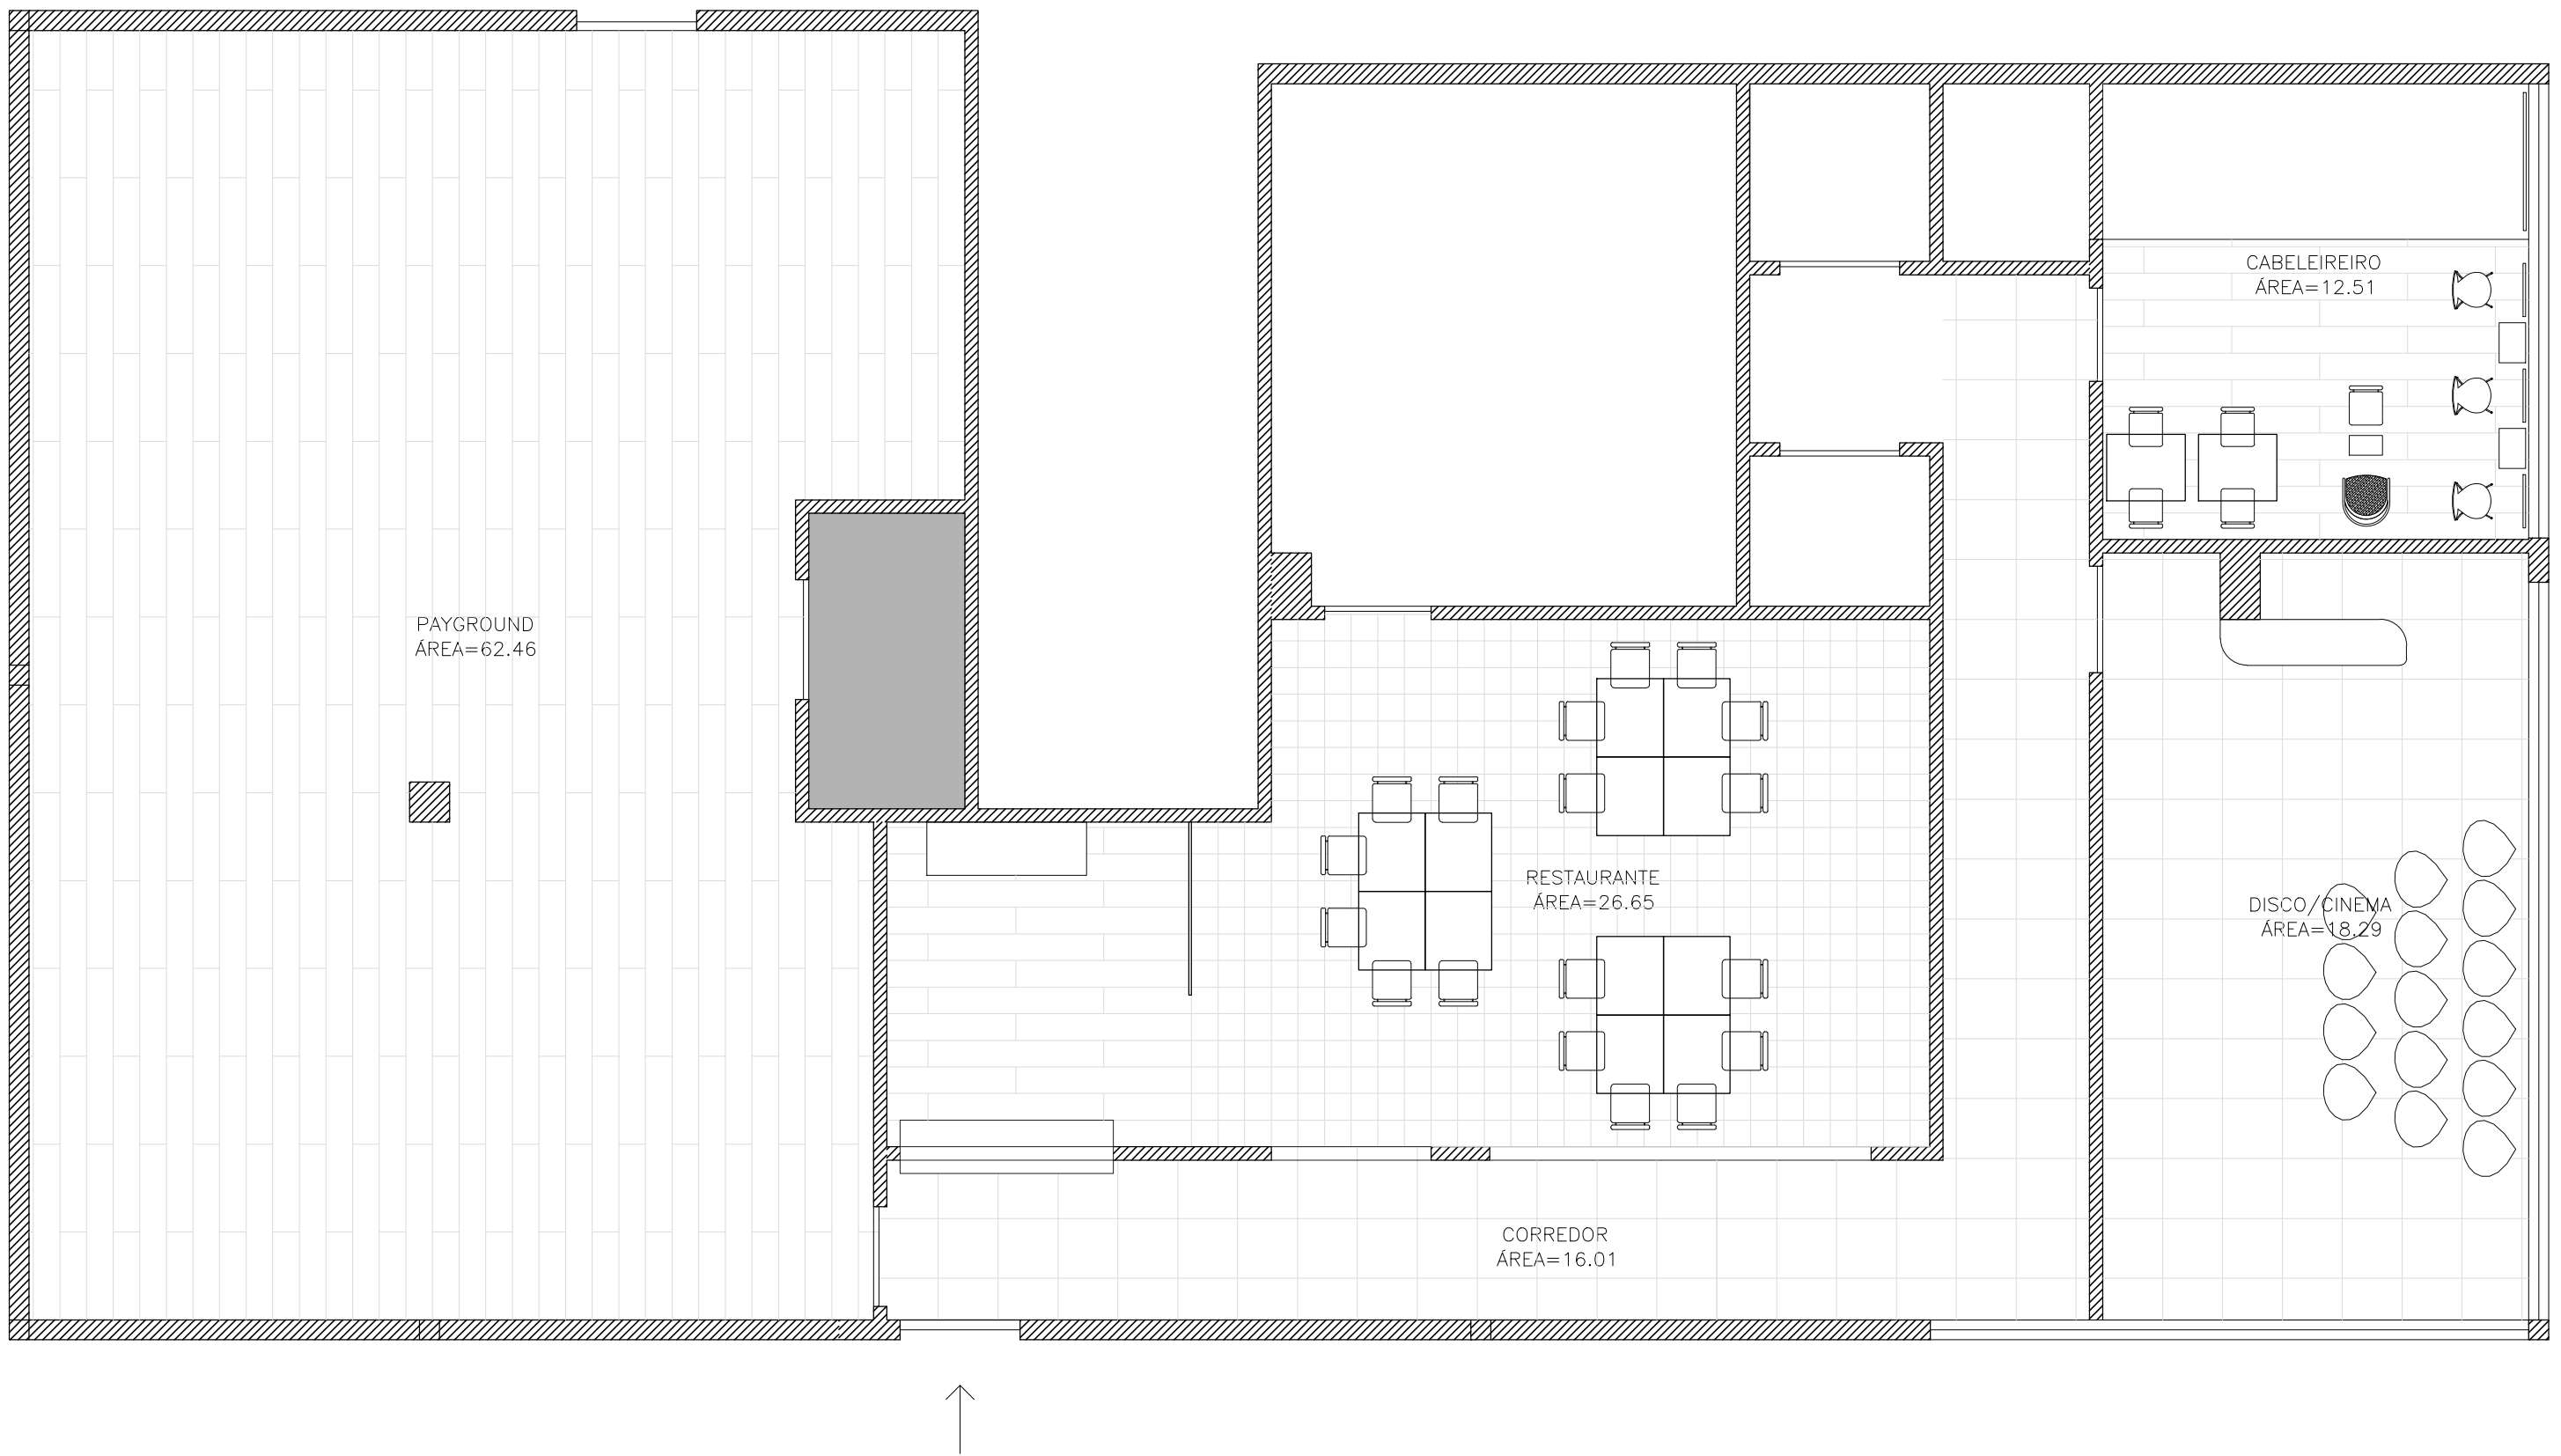 CABELEIREIRO
ÁREA=12.51
PAYGROUND
ÁREA=62.46
RESTAURANTE
ÁREA=26.65
DISCO/CINEMA
ÁREA=18.29
CORREDOR
ÁREA=16.01